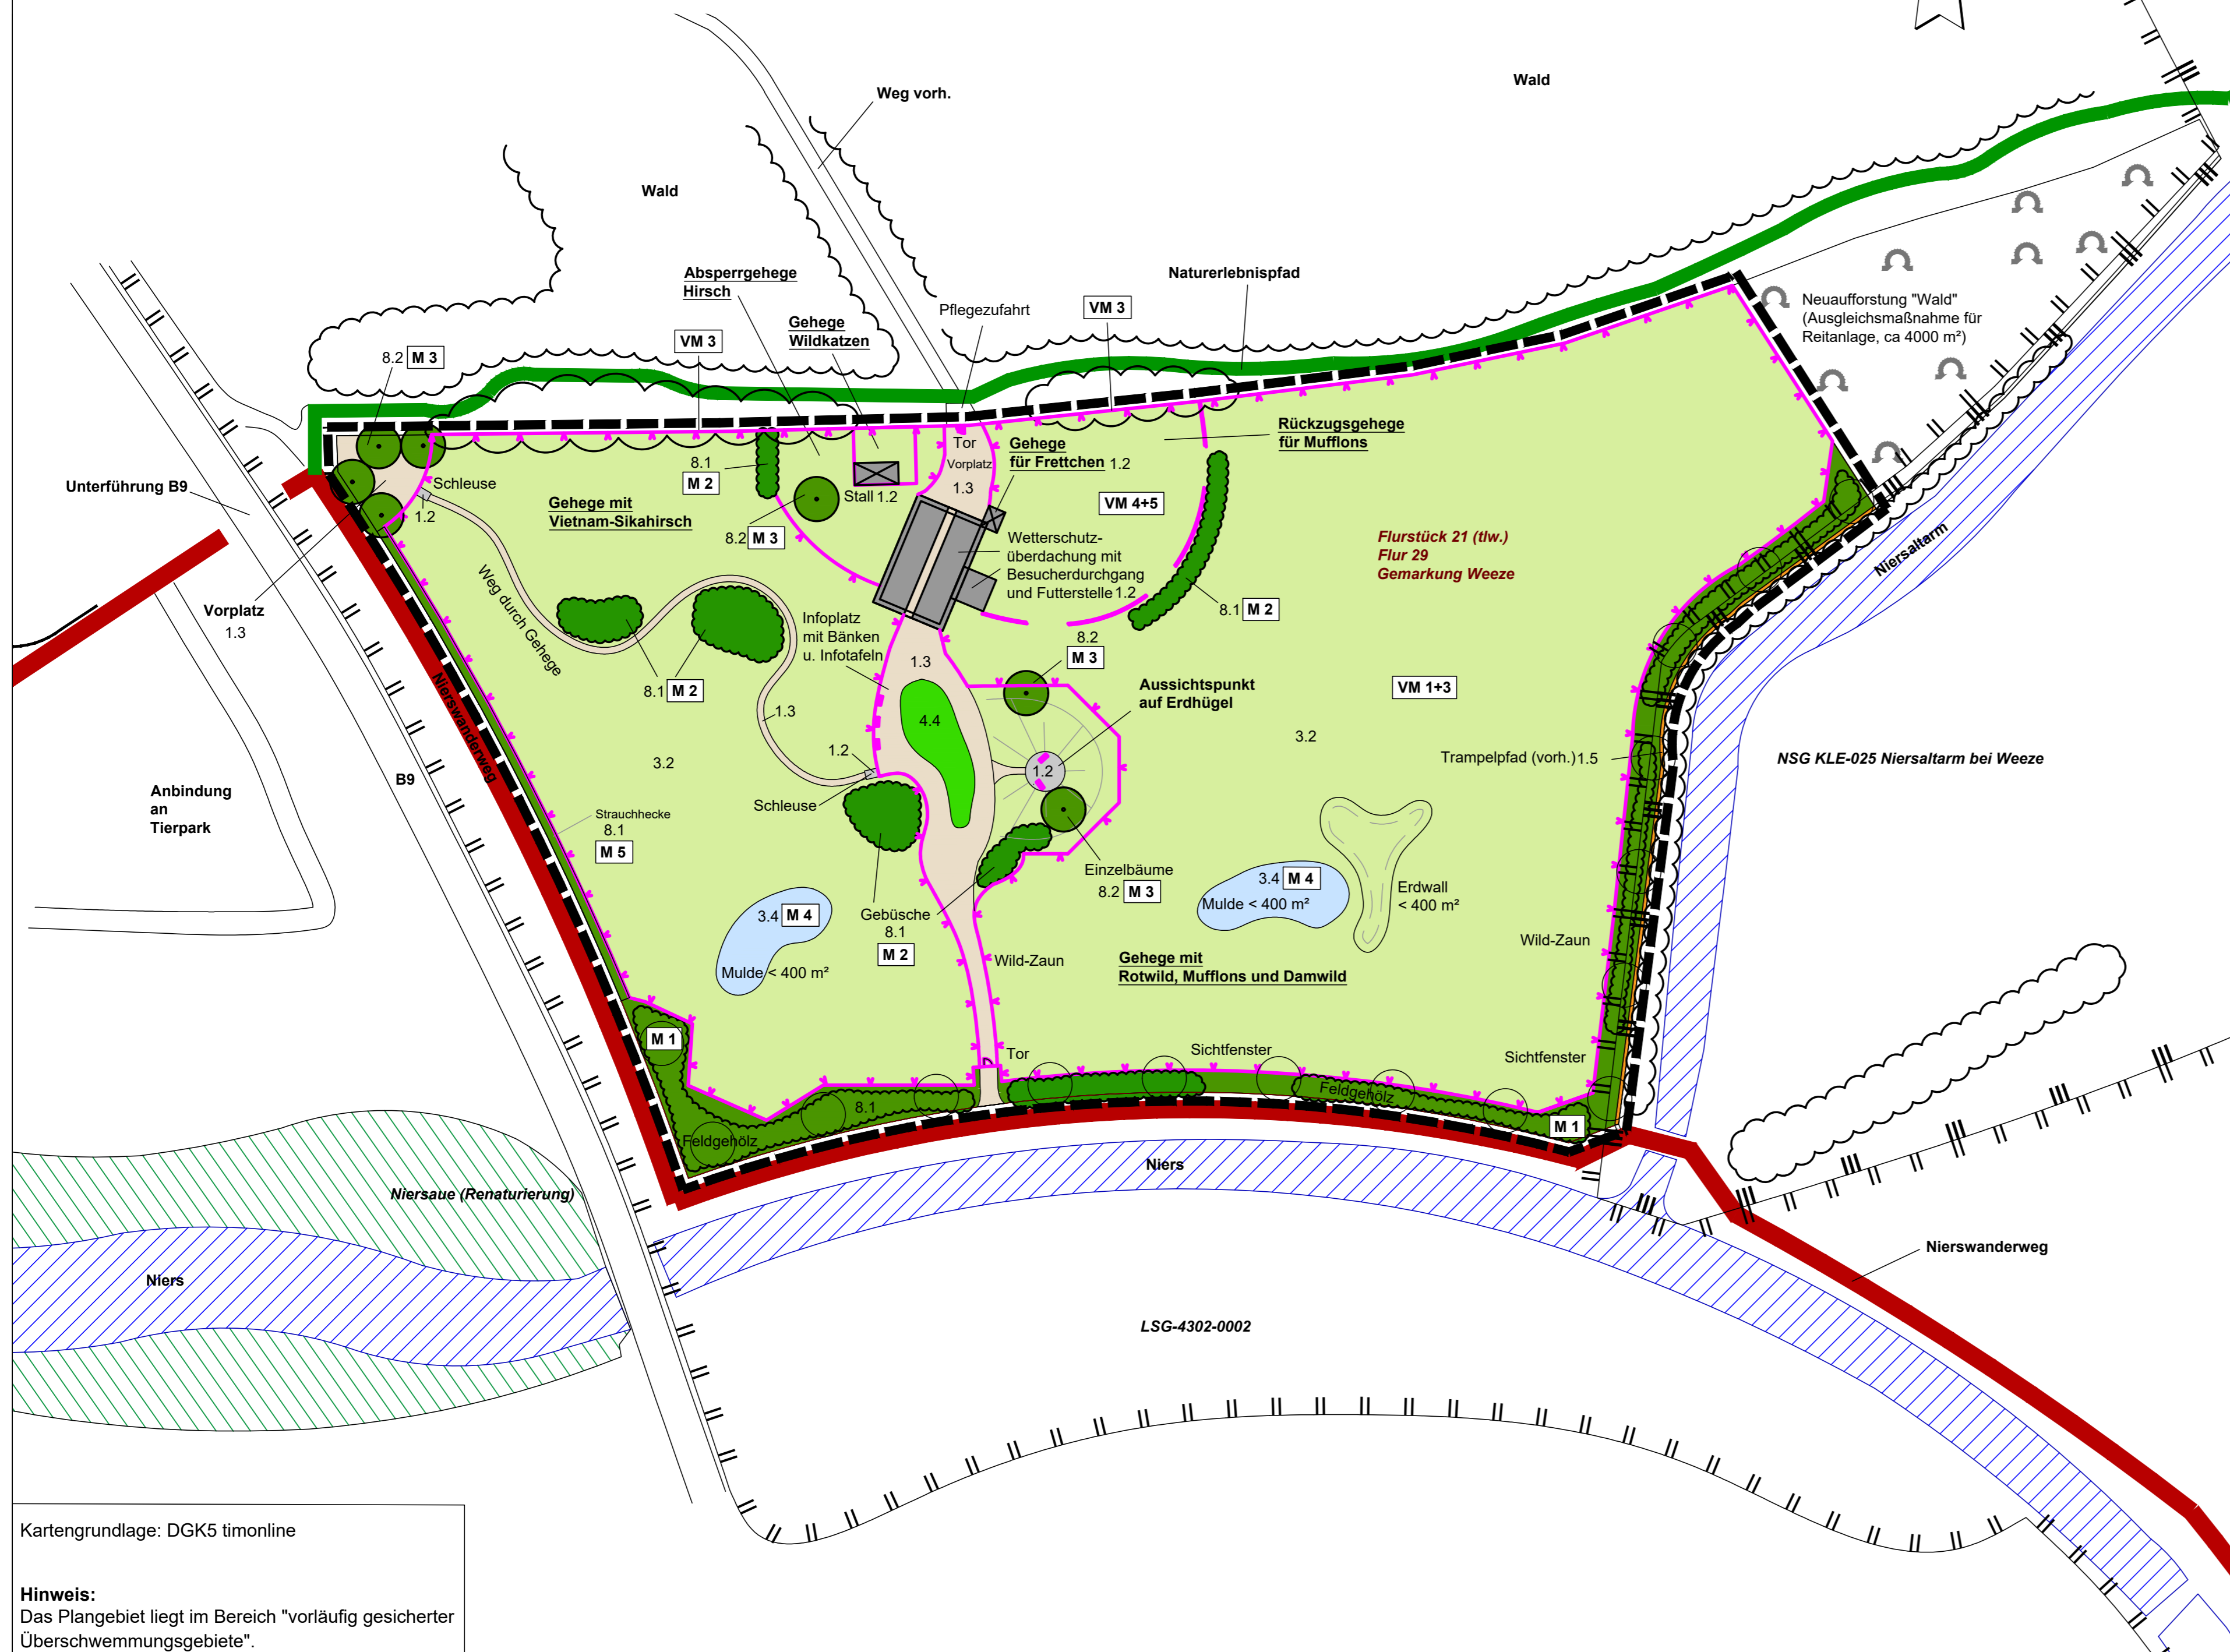 Wald
Weg vorh.
Wald
Naturerlebnispfad
Absperrgehege
Hirsch
Pflegezufahrt
VM 3
Neuaufforstung "Wald"
(Ausgleichsmaßnahme für
Reitanlage, ca 4000 m²)
Gehege
Wildkatzen
VM 3
8.2 M 3
Rückzugsgehege
für Mufflons
Tor
Gehege
für Frettchen 1.2
Vorplatz
1.3
8.1
M 2
Schleuse
1.2
Unterführung B9
Stall 1.2
VM 4+5
Gehege mit
Vietnam-Sikahirsch
8.2 M 3
Wetterschutz-
überdachung mit
Besucherdurchgang
und Futterstelle 1.2
Flurstück 21 (tlw.)
Flur 29
Gemarkung Weeze
Niersaltarm
Weg durch Gehege
Vorplatz
1.3
8.1 M 2
Infoplatz
mit Bänken
u. Infotafeln
8.2
M 3
1.3
8.1 M 2
Aussichtspunkt
auf Erdhügel
VM 1+3
Nierswanderweg
1.3
4.4
3.2
1.2
3.2
1.2
Trampelpfad (vorh.) 1.5
NSG KLE-025 Niersaltarm bei Weeze
B9
Anbindung
an
Tierpark
Schleuse
Strauchhecke
8.1
M 5
Einzelbäume
8.2 M 3
3.4 M 4
Mulde < 400 m²
Erdwall
< 400 m²
3.4 M 4
Mulde < 400 m²
Gebüsche
8.1
M 2
Wild-Zaun
Wild-Zaun
Gehege mit
Rotwild, Mufflons und Damwild
M 1
Tor
Sichtfenster
Sichtfenster
Feldgehölz
8.1
M 1
Feldgehölz
Niers
Niersaue (Renaturierung)
Nierswanderweg
Niers
LSG-4302-0002
Kartengrundlage: DGK5 timonline
Hinweis:
Das Plangebiet liegt im Bereich "vorläufig gesicherter
Überschwemmungsgebiete".